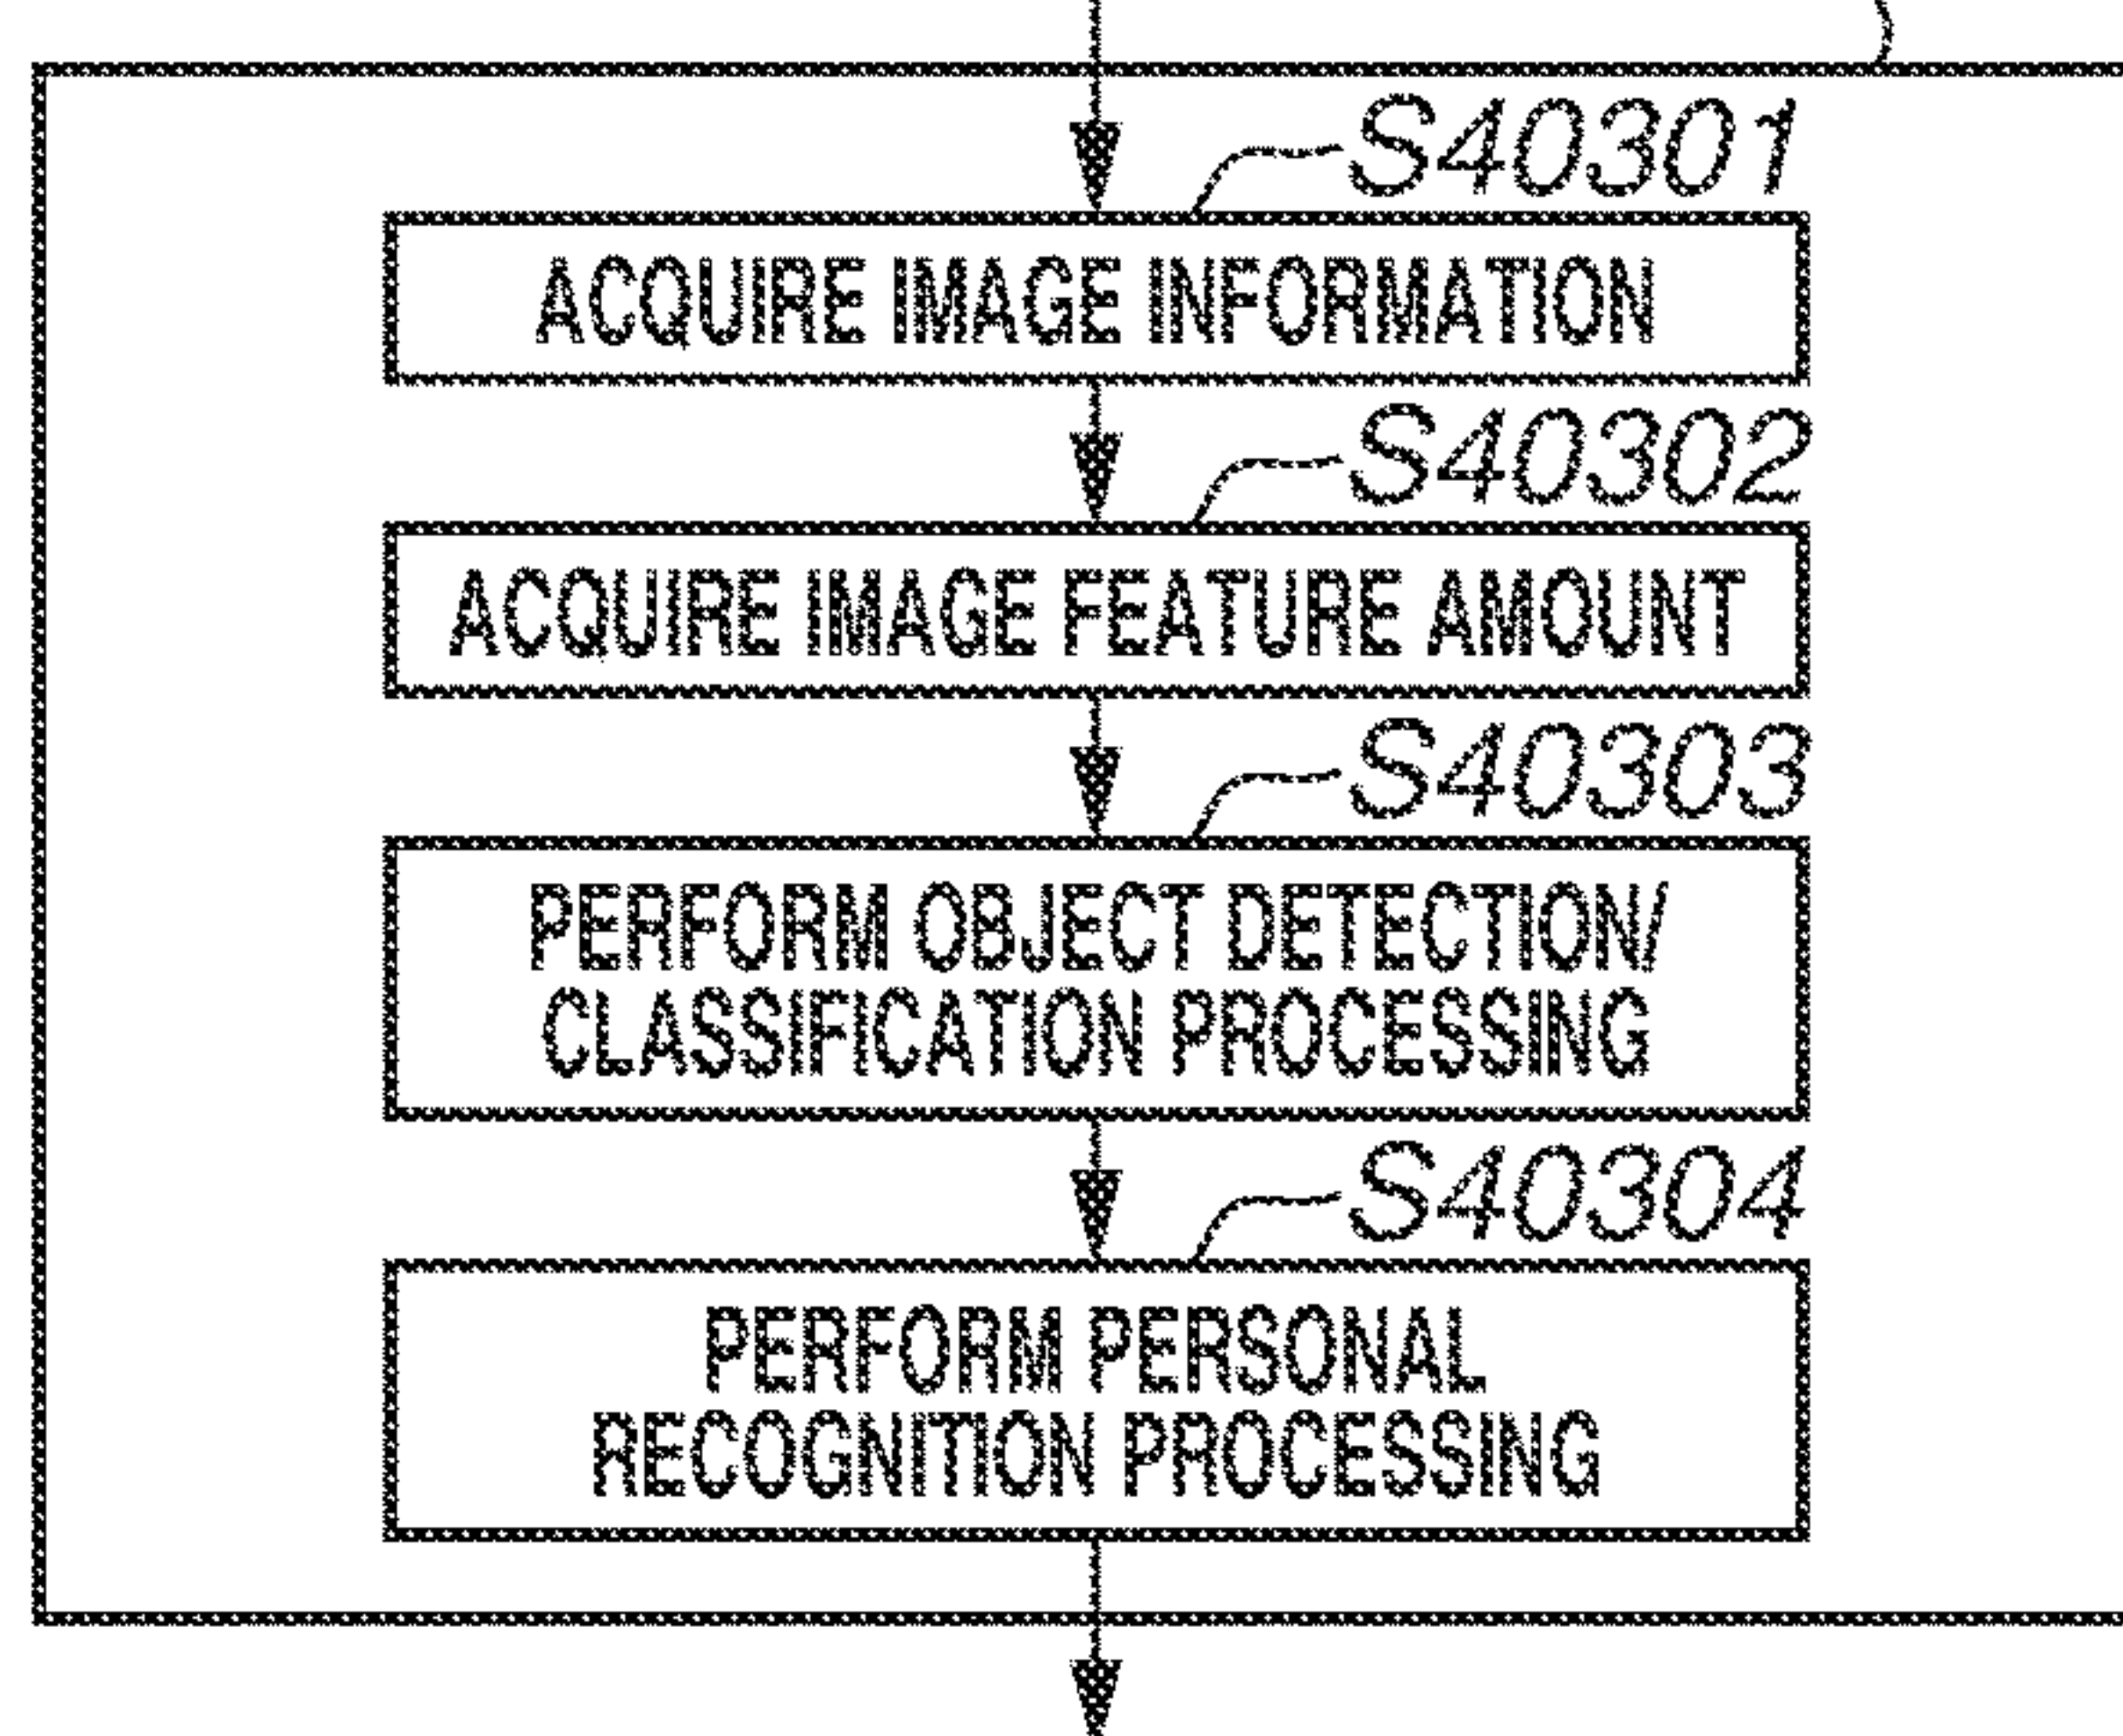 S40301
ACQUIRE IMAGE INFORMATION
S40302
ACQUIRE IMAGE FEATURE AMOUNT
S40303
PERFORM OBJECT DETECTION/
CLASSIFICATION PROCESSING
S40304
PERFORM PERSONAL
RECOGNITION PROCESSING